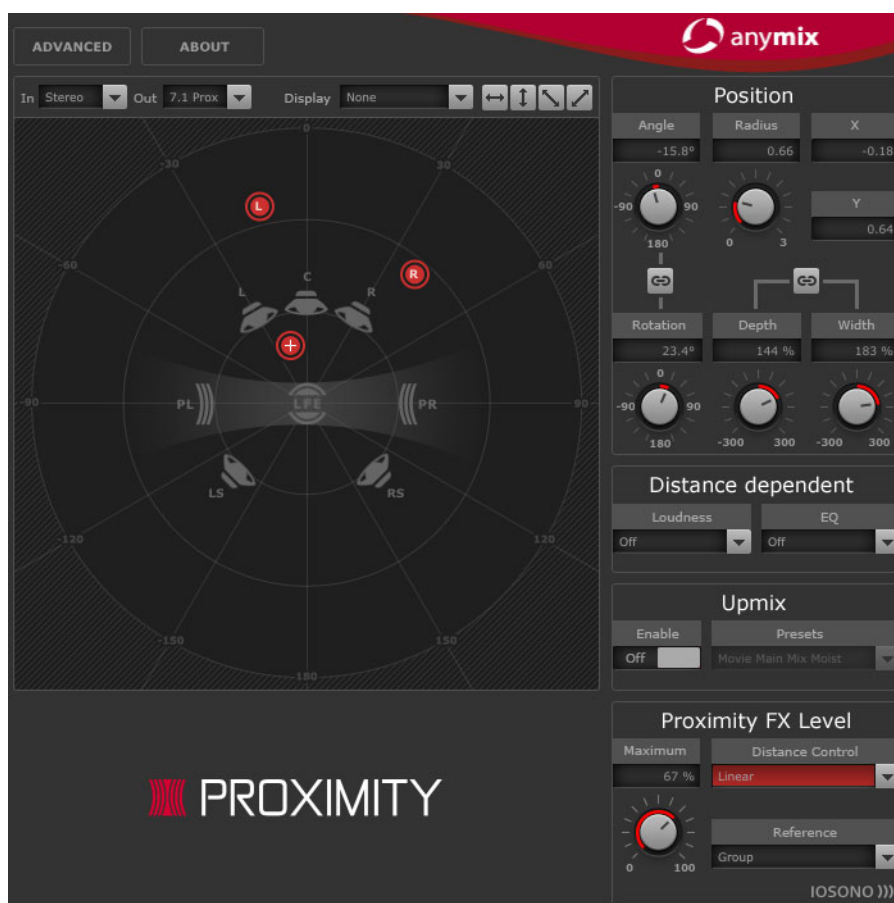 ADVANCED
ABOUT
anymix
In Stereo Out 7.1 Prox Display None
0
-30 30
-60 60
-90 90
-120 120
-150 150
180
L
R
L C R
PL LFE PR
LS RS
PROXIMITY
Position
Angle Radius X
-15.8° 0.66 -0.18
0
-90 90
180
0 3
Y
0.64
Rotation Depth Width
23.4° 144 % 183 %
0
-90 90
180
-300 300
-300 300
Distance dependent
Loudness EQ
Off Off
Upmix
Enable Presets
Off Movie Main Mix Moist
Proximity FX Level
Maximum Distance Control
67 % Linear
0 100
Reference
Group
IOSONO )))